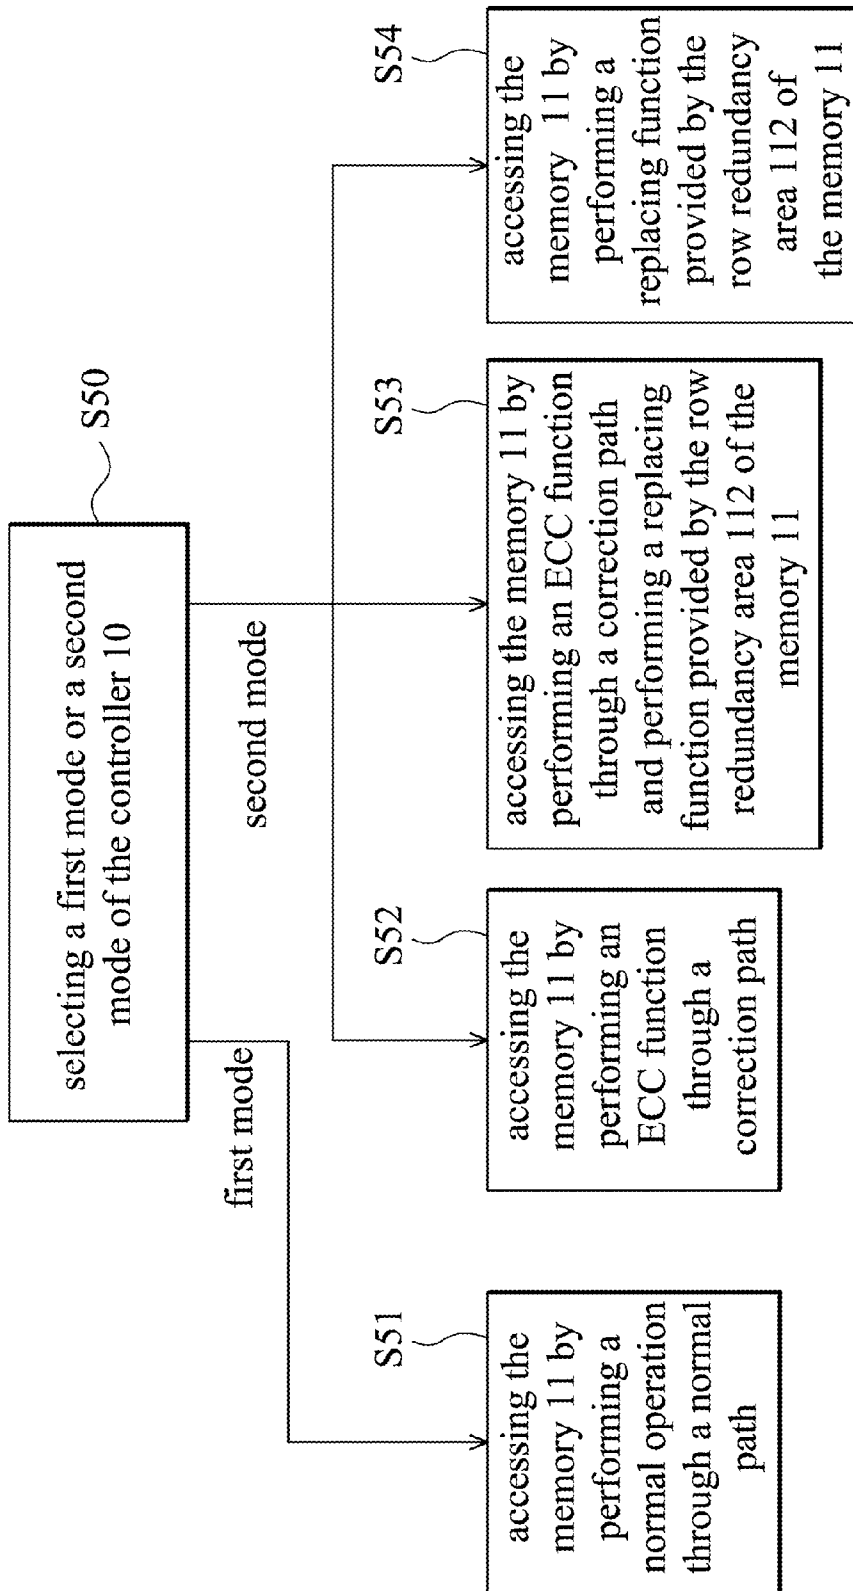 selecting a first mode or a second
mode of the controller 10
S50
first mode
second mode
S51
accessing the
memory 11 by
performing a
normal operation
through a normal
path
S52
accessing the
memory 11 by
performing an
ECC function
through a
correction path
S53
accessing the memory 11 by
performing an ECC function
through a correction path
and performing a replacing
function provided by the row
redundancy area 112 of the
memory 11
S54
accessing the
memory 11 by
performing a
replacing function
provided by the
row redundancy
area 112 of
the memory 11